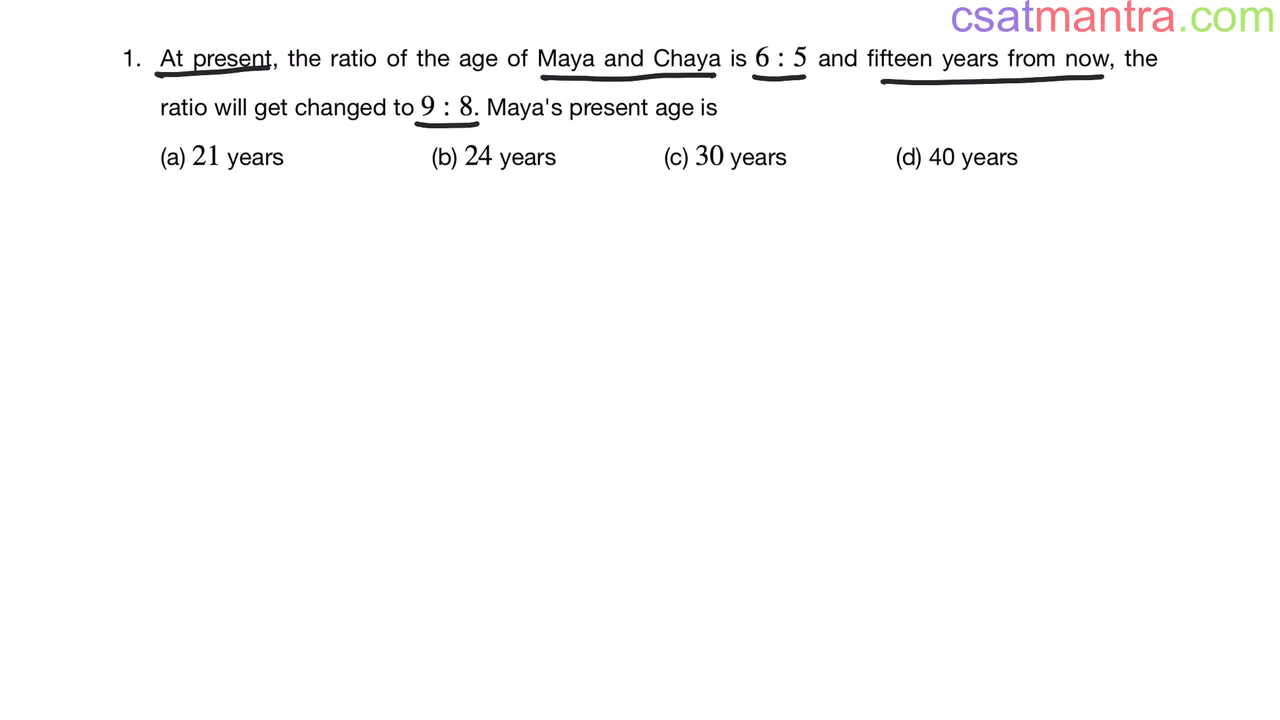 csatmantra.com
1. At present, the ratio of the age of Maya and Chaya is 6 : 5 and fifteen years from now, the
ratio will get changed to 9 : 8. Maya's present age is
(a) 21 years (b) 24 years (c) 30 years (d) 40 years